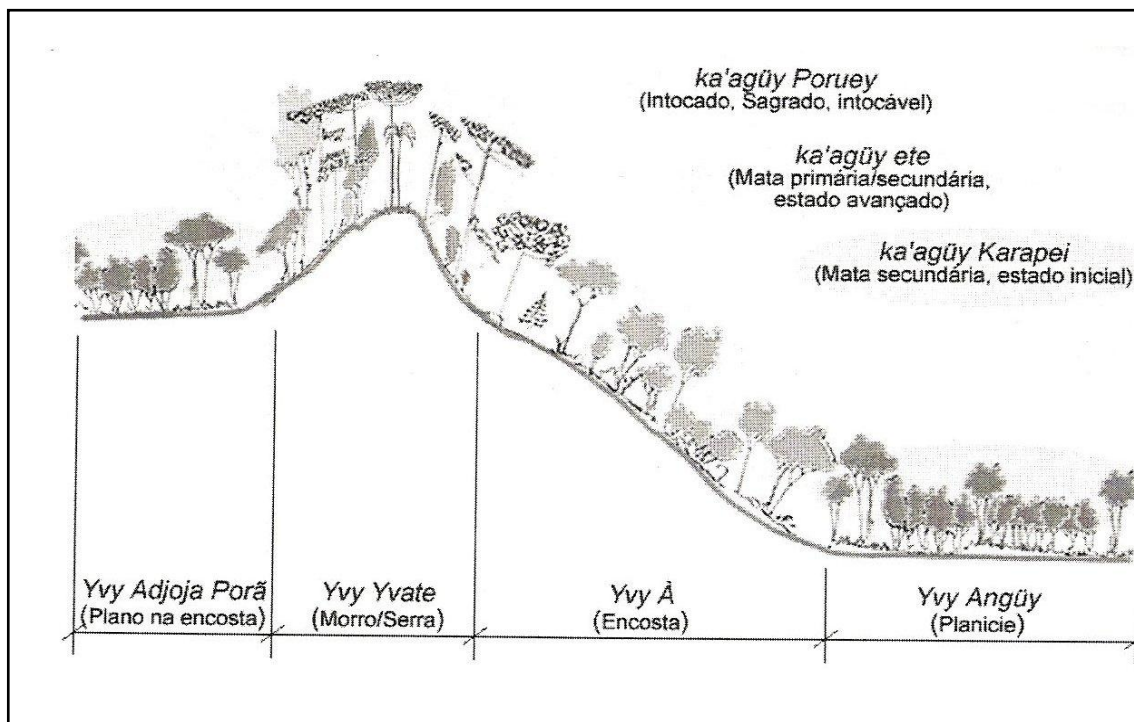 ka'agüy Poruey
(Intocado, Sagrado, intocável)
ka'agüy ete
(Mata primária/secundária,
estado avançado)
ka'agüy Karapei
(Mata secundária, estado inicial)
Yvy Adjoja Porã
(Plano na encosta)
Yvy Yvate
(Morro/Serra)
Yvy À
(Encosta)
Yvy Angüy
(Planicie)